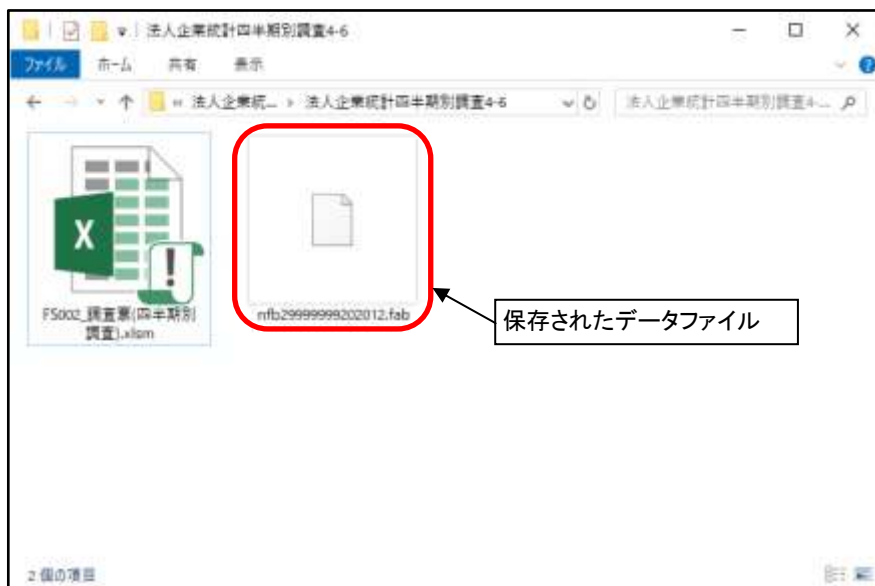 法人企業統計四半期別調査4-6
ファイル ホーム 共有 表示
« 法人企業統... › 法人企業統計四半期別調査4-6 法人企業統計四半期別調査4-...
FS002_調査票(四半期別
調査).xlsm
nfb29999999202012.fab
保存されたデータファイル
2 個の項目